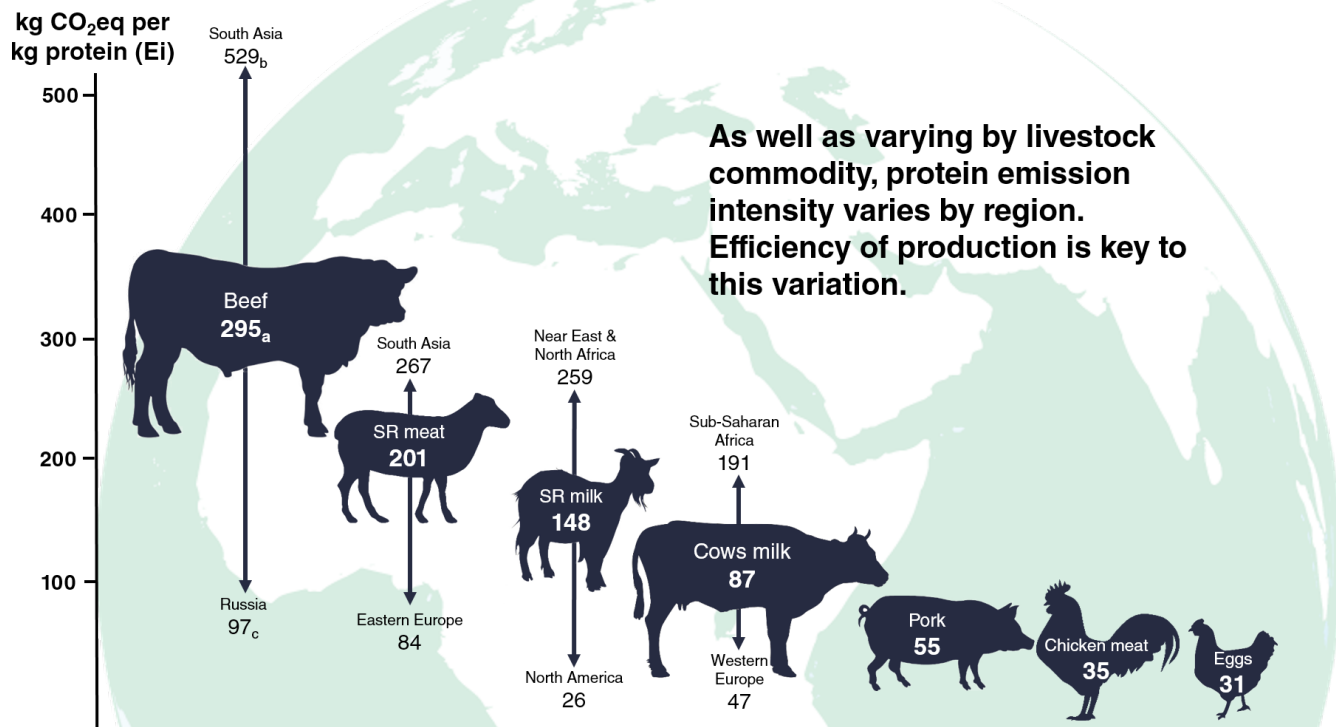 kg CO₂eq per
kg protein (Ei)
500
400
300
200
100
South Asia
529b
Beef
295a
Russia
97c
South Asia
267
SR meat
201
Eastern Europe
84
Near East &
North Africa
259
SR milk
148
North America
26
Sub-Saharan
Africa
191
Cows milk
87
Western
Europe
47
Pork
55
Chicken meat
35
Eggs
31
As well as varying by livestock
commodity, protein emission
intensity varies by region.
Efficiency of production is key to
this variation.